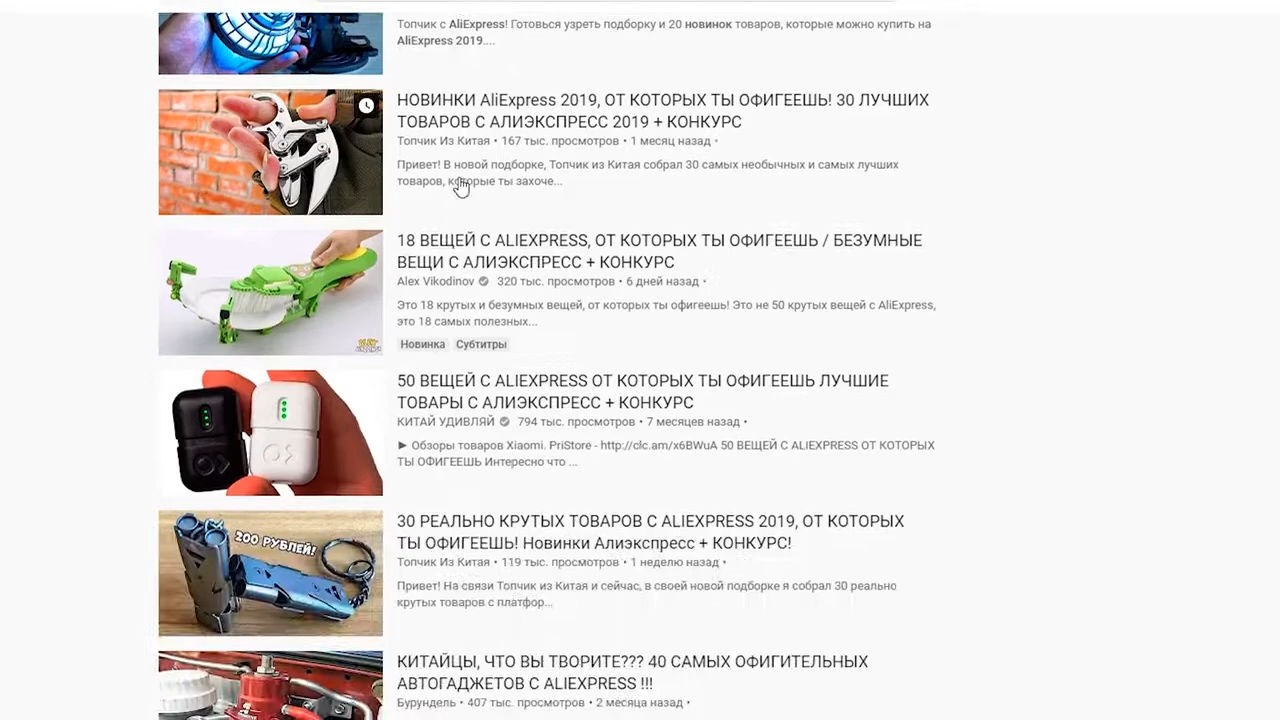 Топчик с AliExpress! Готовься узреть подборку и 20 новинок товаров, которые можно купить на
AliExpress 2019....
НОВИНКИ AliExpress 2019, ОТ КОТОРЫХ ТЫ ОФИГЕЕШЬ! 30 ЛУЧШИХ
ТОВАРОВ С АЛИЭКСПРЕСС 2019 + КОНКУРС
Топчик Из Китая • 167 тыс. просмотров • 1 месяц назад •
Привет! В новой подборке, Топчик из Китая собрал 30 самых необычных и самых лучших
товаров, которые ты захоче...
18 ВЕЩЕЙ С ALIEXPRESS, ОТ КОТОРЫХ ТЫ ОФИГЕЕШЬ / БЕЗУМНЫЕ
ВЕЩИ С АЛИЭКСПРЕСС + КОНКУРС
Alex Vikodinov 320 тыс. просмотров • 6 дней назад •
Это 18 крутых и безумных вещей, от которых ты офигеешь! Это не 50 крутых вещей с AliExpress,
это 18 самых полезных...
Новинка Субтитры
50 ВЕЩЕЙ С ALIEXPRESS ОТ КОТОРЫХ ТЫ ОФИГЕЕШЬ ЛУЧШИЕ
ТОВАРЫ С АЛИЭКСПРЕСС + КОНКУРС
КИТАЙ УДИВЛЯЙ 794 тыс. просмотров • 7 месяцев назад •
► Обзоры товаров Xiaomi. PriStore - http://clc.am/x6BWuA 50 ВЕЩЕЙ С ALIEXPRESS ОТ КОТОРЫХ
ТЫ ОФИГЕЕШЬ Интересно что ...
200 РУБЛЕЙ!
30 РЕАЛЬНО КРУТЫХ ТОВАРОВ С ALIEXPRESS 2019, ОТ КОТОРЫХ
ТЫ ОФИГЕЕШЬ! Новинки Алиэкспресс + КОНКУРС!
Топчик Из Китая • 119 тыс. просмотров • 1 неделю назад •
Привет! На связи Топчик из Китая и сейчас, в своей новой подборке я собрал 30 реально
крутых товаров с платфор...
КИТАЙЦЫ, ЧТО ВЫ ТВОРИТЕ??? 40 САМЫХ ОФИГИТЕЛЬНЫХ
АВТОГАДЖЕТОВ С ALIEXPRESS !!!
Бурундель • 407 тыс. просмотров • 2 месяца назад •